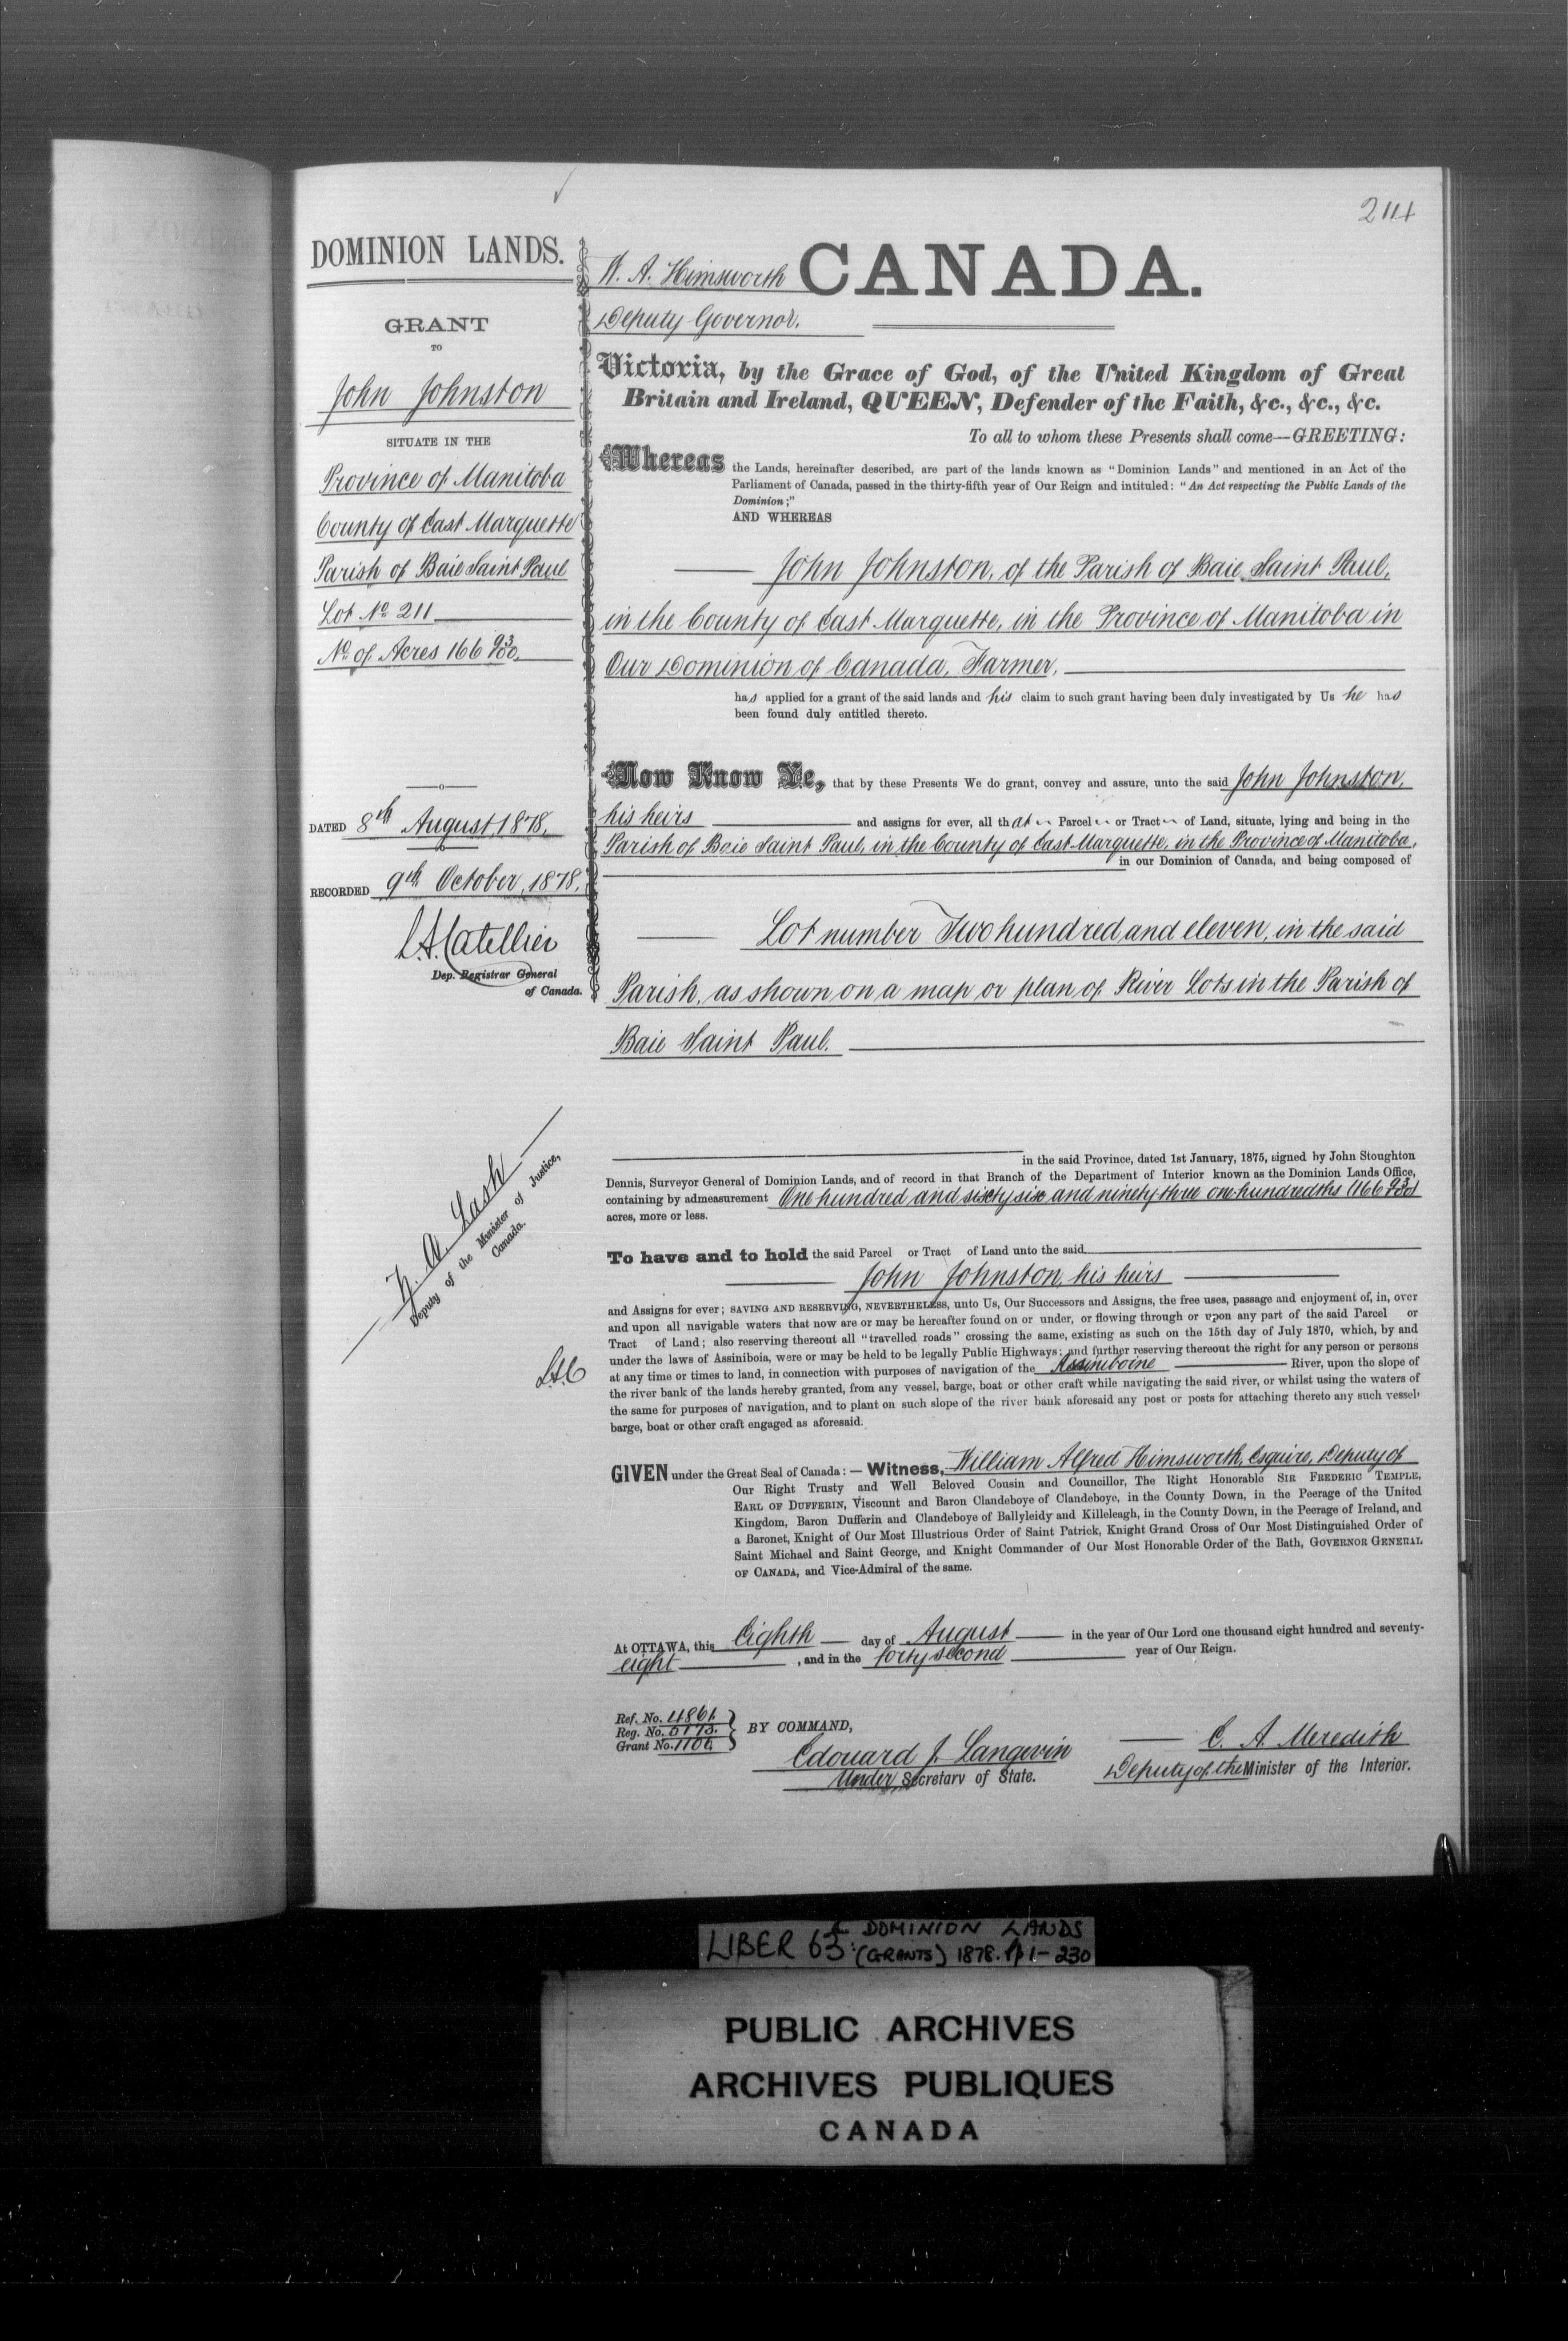 214
DOMINION LANDS.
GRANT
TO
John Johnston
SITUATE IN THE
Province of Manitoba
County of East Marquette
Parish of Baie Saint Paul
Lot No 211
No of Acres 166 93/00.
DATED 8th August, 1878.
RECORDED 9th October, 1878.
L.A. Catellier
Dep. Registrar General
of Canada.
Z. A. Lash
Deputy of the Minister of Justice,
Canada.
L.A.C
W. A. Himsworth CANADA.
Deputy Governor.
Victoria, by the Grace of God, of the United Kingdom of Great
Britain and Ireland, QUEEN, Defender of the Faith, &c., &c., &c.
To all to whom these Presents shall come—GREETING:
Whereas the Lands, hereinafter described, are part of the lands known as "Dominion Lands" and mentioned in an Act of the
Parliament of Canada, passed in the thirty-fifth year of Our Reign and intituled: "An Act respecting the Public Lands of the
Dominion;"
AND WHEREAS
John Johnston, of the Parish of Baie Saint Paul,
in the County of East Marquette, in the Province of Manitoba in
Our Dominion of Canada, Farmer,
has applied for a grant of the said lands and his claim to such grant having been duly investigated by Us he has
been found duly entitled thereto.
Now Know Ye, that by these Presents We do grant, convey and assure, unto the said John Johnston,
his heirs and assigns for ever, all that Parcel or Tract of Land, situate, lying and being in the
Parish of Baie Saint Paul, in the County of East Marquette, in the Province of Manitoba,
in our Dominion of Canada, and being composed of
Lot number Two hundred and eleven, in the said
Parish, as shown on a map or plan of River Lots in the Parish of
Baie Saint Paul.
in the said Province, dated 1st January, 1875, signed by John Stoughton
Dennis, Surveyor General of Dominion Lands, and of record in that Branch of the Department of Interior known as the Dominion Lands Office,
containing by admeasurement One hundred and sixty six and ninety three one hundredths (166 93/00)
acres, more or less.
To have and to hold the said Parcel or Tract of Land unto the said
John Johnston, his heirs
and Assigns for ever; SAVING AND RESERVING, NEVERTHELESS, unto Us, Our Successors and Assigns, the free uses, passage and enjoyment of, in, over
and upon all navigable waters that now are or may be hereafter found on or under, or flowing through or upon any part of the said Parcel or
Tract of Land; also reserving thereout all "travelled roads" crossing the same, existing as such on the 15th day of July 1870, which, by and
under the laws of Assiniboia, were or may be held to be legally Public Highways; and further reserving thereout the right for any person or persons
at any time or times to land, in connection with purposes of navigation of the Assiniboine River, upon the slope of
the river bank of the lands hereby granted, from any vessel, barge, boat or other craft while navigating the said river, or whilst using the waters of
the same for purposes of navigation, and to plant on such slope of the river bank aforesaid any post or posts for attaching thereto any such vessel,
barge, boat or other craft engaged as aforesaid.
GIVEN under the Great Seal of Canada:—Witness, William Alfred Himsworth, Esquire, Deputy of
Our Right Trusty and Well Beloved Cousin and Councillor, The Right Honorable SIR FREDERIC TEMPLE,
EARL OF DUFFERIN, Viscount and Baron Clandeboye of Clandeboye, in the County Down, in the Peerage of the United
Kingdom, Baron Dufferin and Clandeboye of Ballyleidy and Killeleagh, in the County Down, in the Peerage of Ireland, and
a Baronet, Knight of Our Most Illustrious Order of Saint Patrick, Knight Grand Cross of Our Most Distinguished Order of
Saint Michael and Saint George, and Knight Commander of Our Most Honorable Order of the Bath, GOVERNOR GENERAL
OF CANADA, and Vice-Admiral of the same.
At OTTAWA, this Eighth day of August in the year of Our Lord one thousand eight hundred and seventy-
eight, and in the forty second year of Our Reign.
Ref. No. 4861.
Reg. No. 5173.
Grant No. 1106.
BY COMMAND,
Edouard J. Langevin
Under Secretary of State.
C. A. Meredith
Deputy of the Minister of the Interior.
LIBER 63: DOMINION LANDS
(GRANTS) 1878. pp 1-230
PUBLIC ARCHIVES
ARCHIVES PUBLIQUES
CANADA